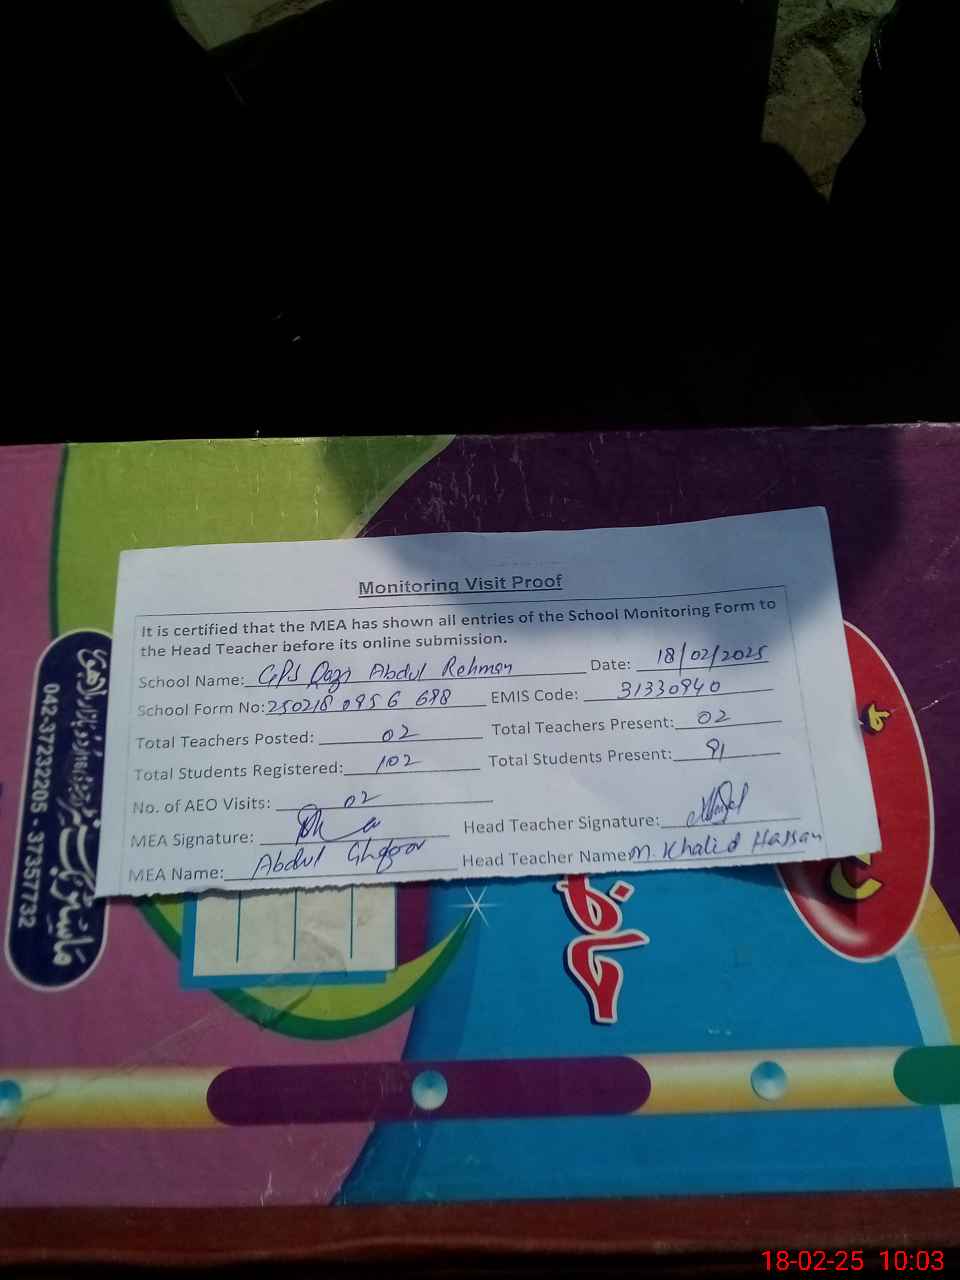 Monitoring Visit Proof
It is certified that the MEA has shown all entries of the School Monitoring Form to
the Head Teacher before its online submission.
School Name: GPS Qazi Abdul Rehman Date: 18/02/2025
School Form No: 250218 0956 688 EMIS Code: 31330940
Total Teachers Posted: 02 Total Teachers Present: 02
Total Students Registered: 102 Total Students Present: 91
No. of AEO Visits: 02
MEA Signature: Head Teacher Signature:
MEA Name: Abdul Ghafoor Head Teacher Name: M. Khalid Hassan
042-37232205 - 37357732
18-02-25 10:03